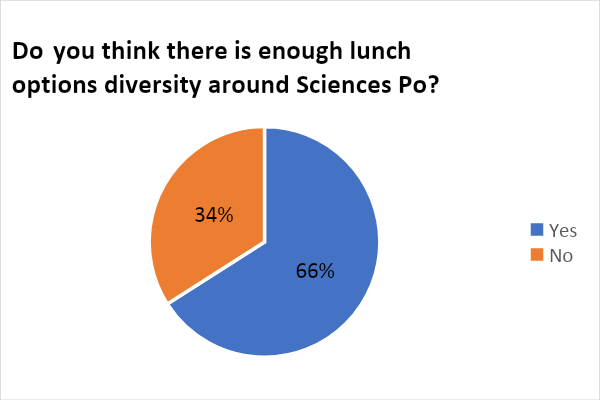 Do you think there is enough lunch
options diversity around Sciences Po?
34%
66%
Yes
No